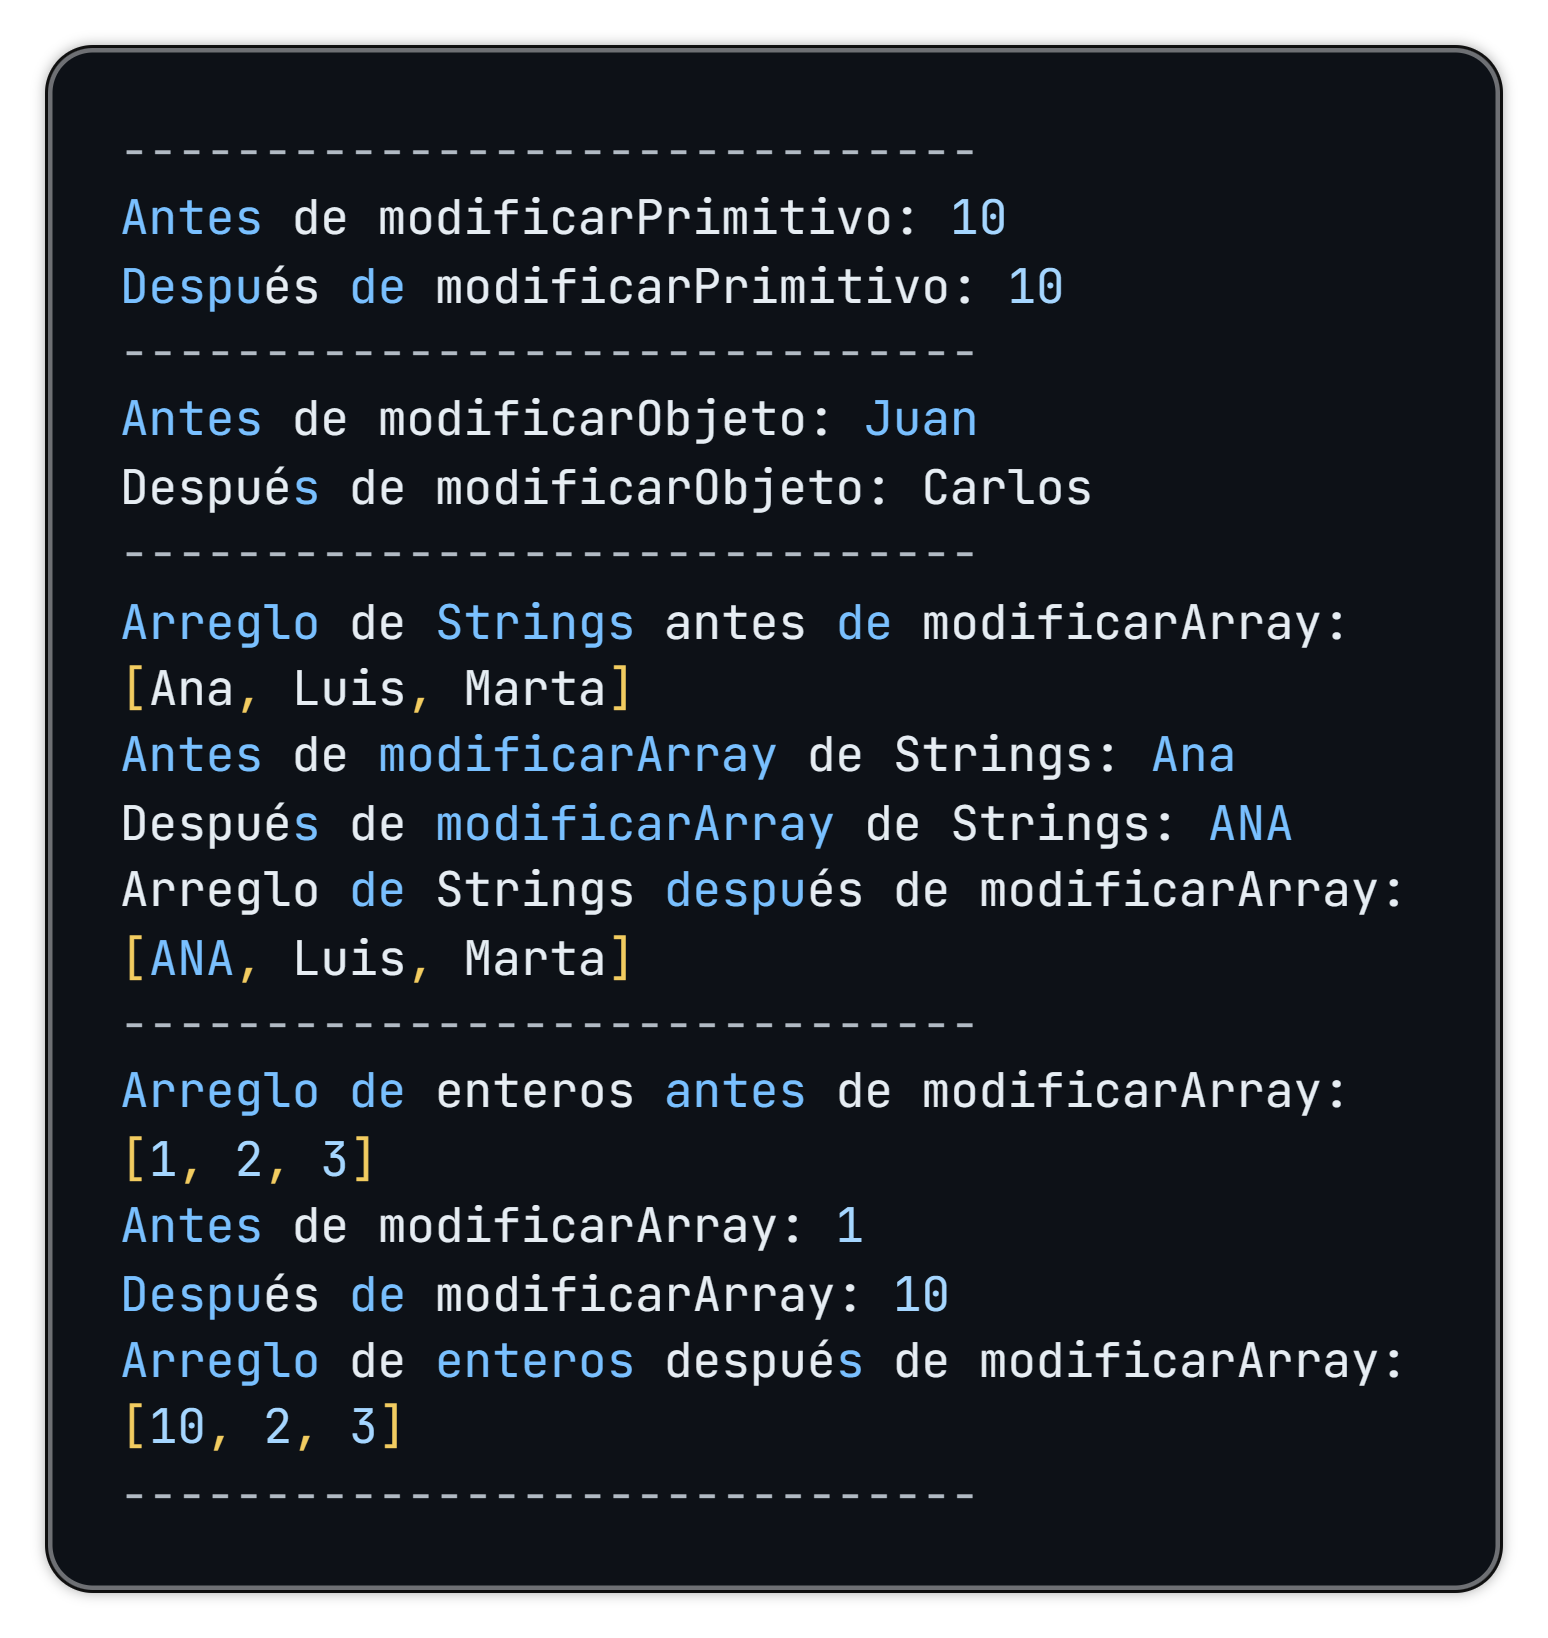 ------------------------------
Antes de modificarPrimitivo: 10
Después de modificarPrimitivo: 10
------------------------------
Antes de modificarObjeto: Juan
Después de modificarObjeto: Carlos
------------------------------
Arreglo de Strings antes de modificarArray:
[Ana, Luis, Marta]
Antes de modificarArray de Strings: Ana
Después de modificarArray de Strings: ANA
Arreglo de Strings después de modificarArray:
[ANA, Luis, Marta]
------------------------------
Arreglo de enteros antes de modificarArray:
[1, 2, 3]
Antes de modificarArray: 1
Después de modificarArray: 10
Arreglo de enteros después de modificarArray:
[10, 2, 3]
------------------------------